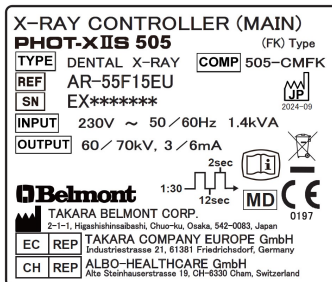 X-RAY CONTROLLER (MAIN)
PHOT-XIIS 505 (FK) Type
TYPE DENTAL X-RAY COMP 505-CMFK
REF AR-55F15EU
SN EX*******
JP
2024-09
INPUT 230V ~ 50/60Hz 1.4kVA
OUTPUT 60/70kV, 3/6mA
2sec
1:30
12sec
Belmont
MD CE
0197
TAKARA BELMONT CORP.
2-1-1, Higashishinsaibashi, Chuo-ku, Osaka, 542-0083, Japan
EC REP TAKARA COMPANY EUROPE GmbH
Industriestrasse 21, 61381 Friedrichsdorf, Germany
CH REP ALBO-HEALTHCARE GmbH
Alte Steinhauserstrasse 19, CH-6330 Cham, Switzerland